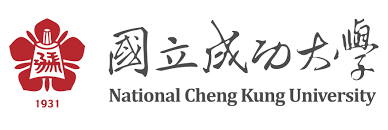 國立成功大學
National Cheng Kung University
1931